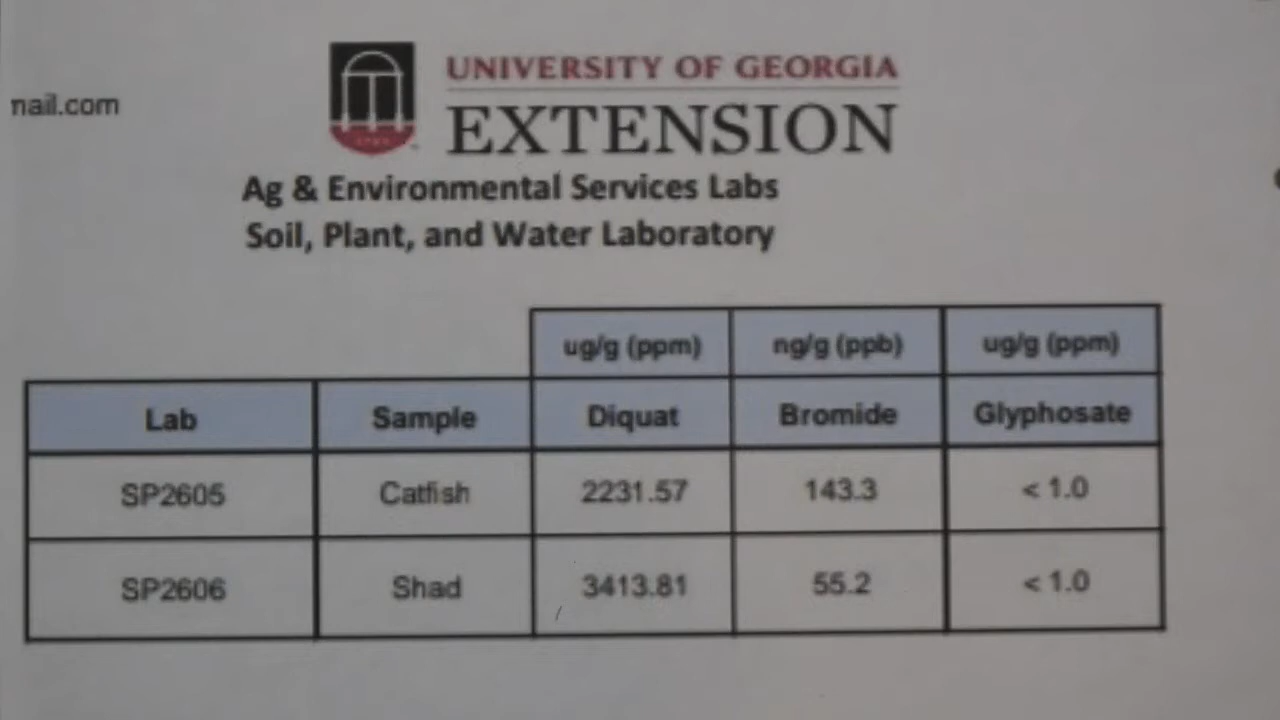 nail.com
UNIVERSITY OF GEORGIA
EXTENSION
Ag & Environmental Services Labs
Soil, Plant, and Water Laboratory
ug/g (ppm) ng/g (ppb) ug/g (ppm)
Lab Sample Diquat Bromide Glyphosate
SP2605 Catfish 2231.57 143.3 < 1.0
SP2606 Shad 3413.81 55.2 < 1.0